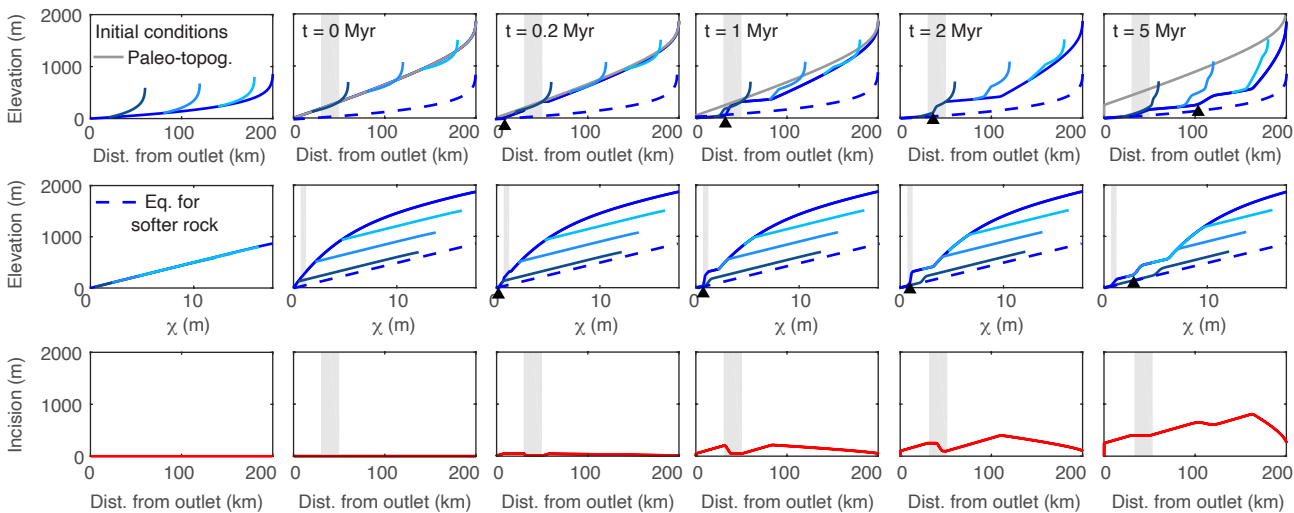 Elevation (m)
2000
1000
0
Initial conditions
Paleo-topog.
t = 0 Myr
t = 0.2 Myr
t = 1 Myr
t = 2 Myr
t = 5 Myr
0 100 200
0 100 200
0 100 200
0 100 200
0 100 200
0 100 200
Dist. from outlet (km)
Dist. from outlet (km)
Dist. from outlet (km)
Dist. from outlet (km)
Dist. from outlet (km)
Dist. from outlet (km)
Elevation (m)
2000
1000
0
Eq. for
softer rock
0 10
0 10
0 10
0 10
0 10
0 10
χ (m)
χ (m)
χ (m)
χ (m)
χ (m)
χ (m)
Incision (m)
2000
1000
0
0 100 200
0 100 200
0 100 200
0 100 200
0 100 200
0 100 200
Dist. from outlet (km)
Dist. from outlet (km)
Dist. from outlet (km)
Dist. from outlet (km)
Dist. from outlet (km)
Dist. from outlet (km)